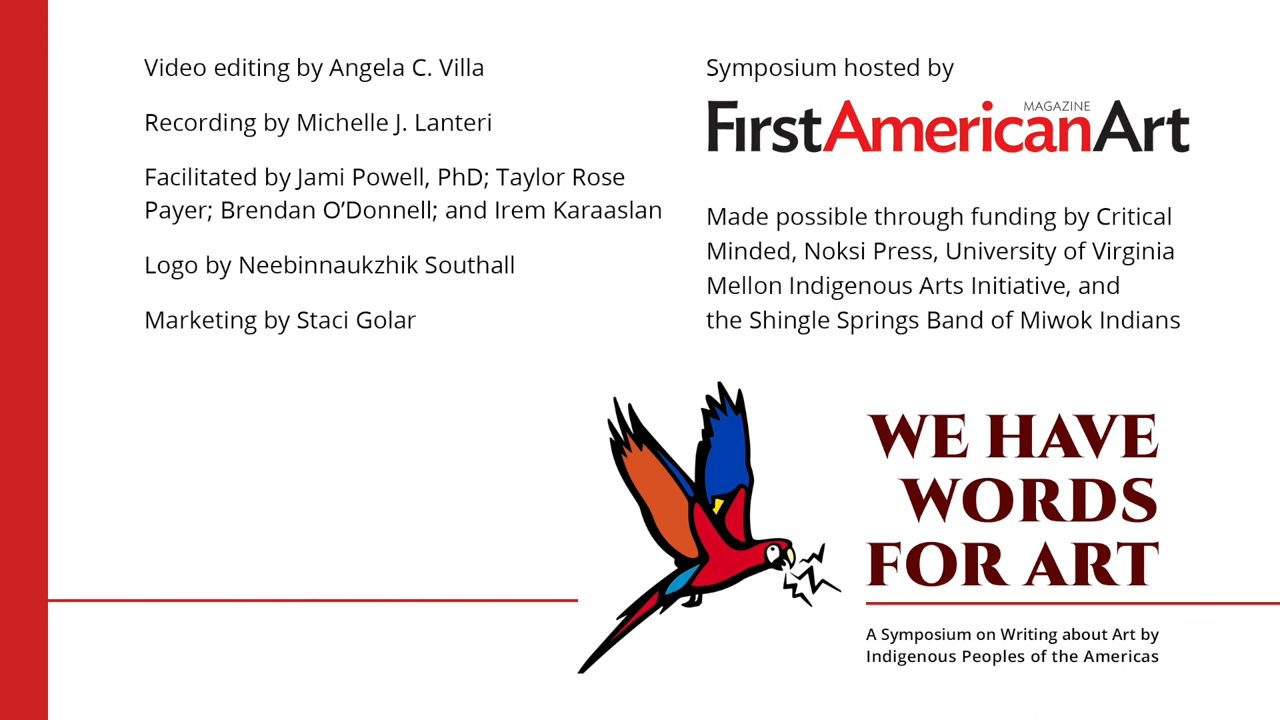 Video editing by Angela C. Villa
Recording by Michelle J. Lanteri
Facilitated by Jami Powell, PhD; Taylor Rose
Payer; Brendan O’Donnell; and Irem Karaaslan
Logo by Neebinnaukzhik Southall
Marketing by Staci Golar
Symposium hosted by
MAGAZINE
FirstAmericanArt
Made possible through funding by Critical
Minded, Noksi Press, University of Virginia
Mellon Indigenous Arts Initiative, and
the Shingle Springs Band of Miwok Indians
WE HAVE
WORDS
FOR ART
A Symposium on Writing about Art by
Indigenous Peoples of the Americas